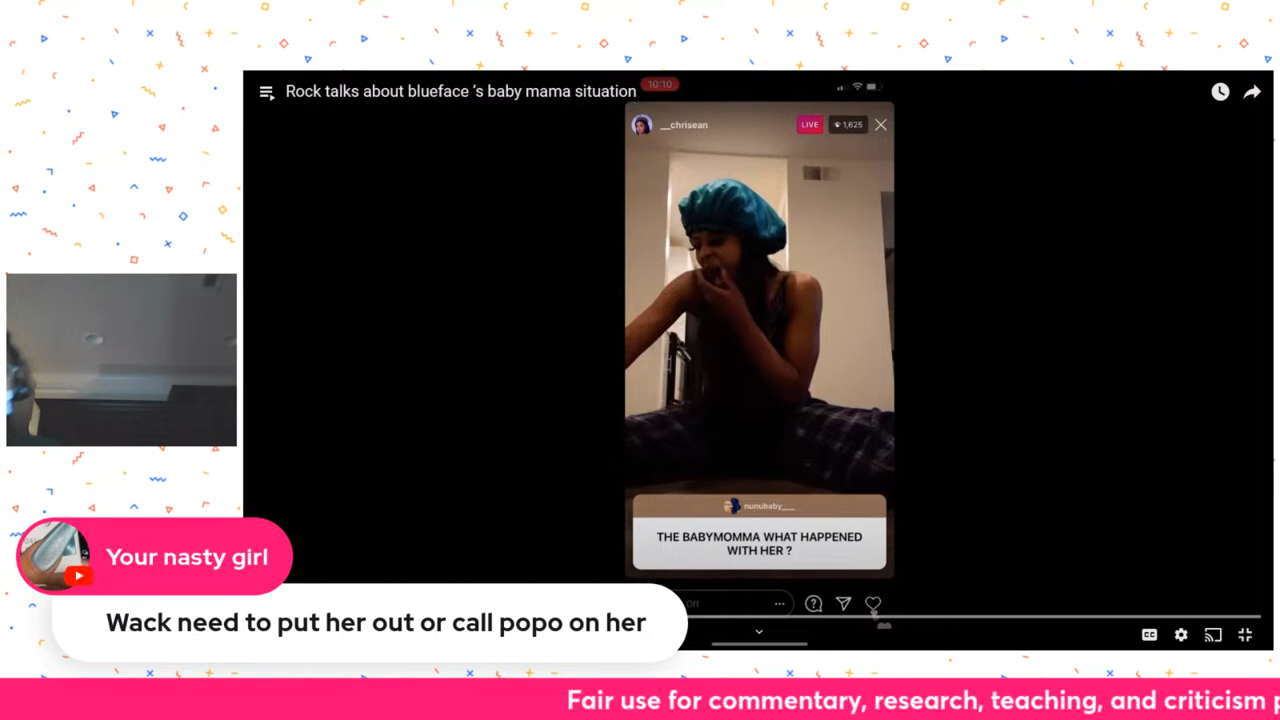 Rock talks about blueface ‘s baby mama situation
10:10
__chrisean
LIVE
1,625
nunubaby___
THE BABYMOMMA WHAT HAPPENED
WITH HER ?
Off
CC
Your nasty girl
Wack need to put her out or call popo on her
Fair use for commentary, research, teaching, and criticism